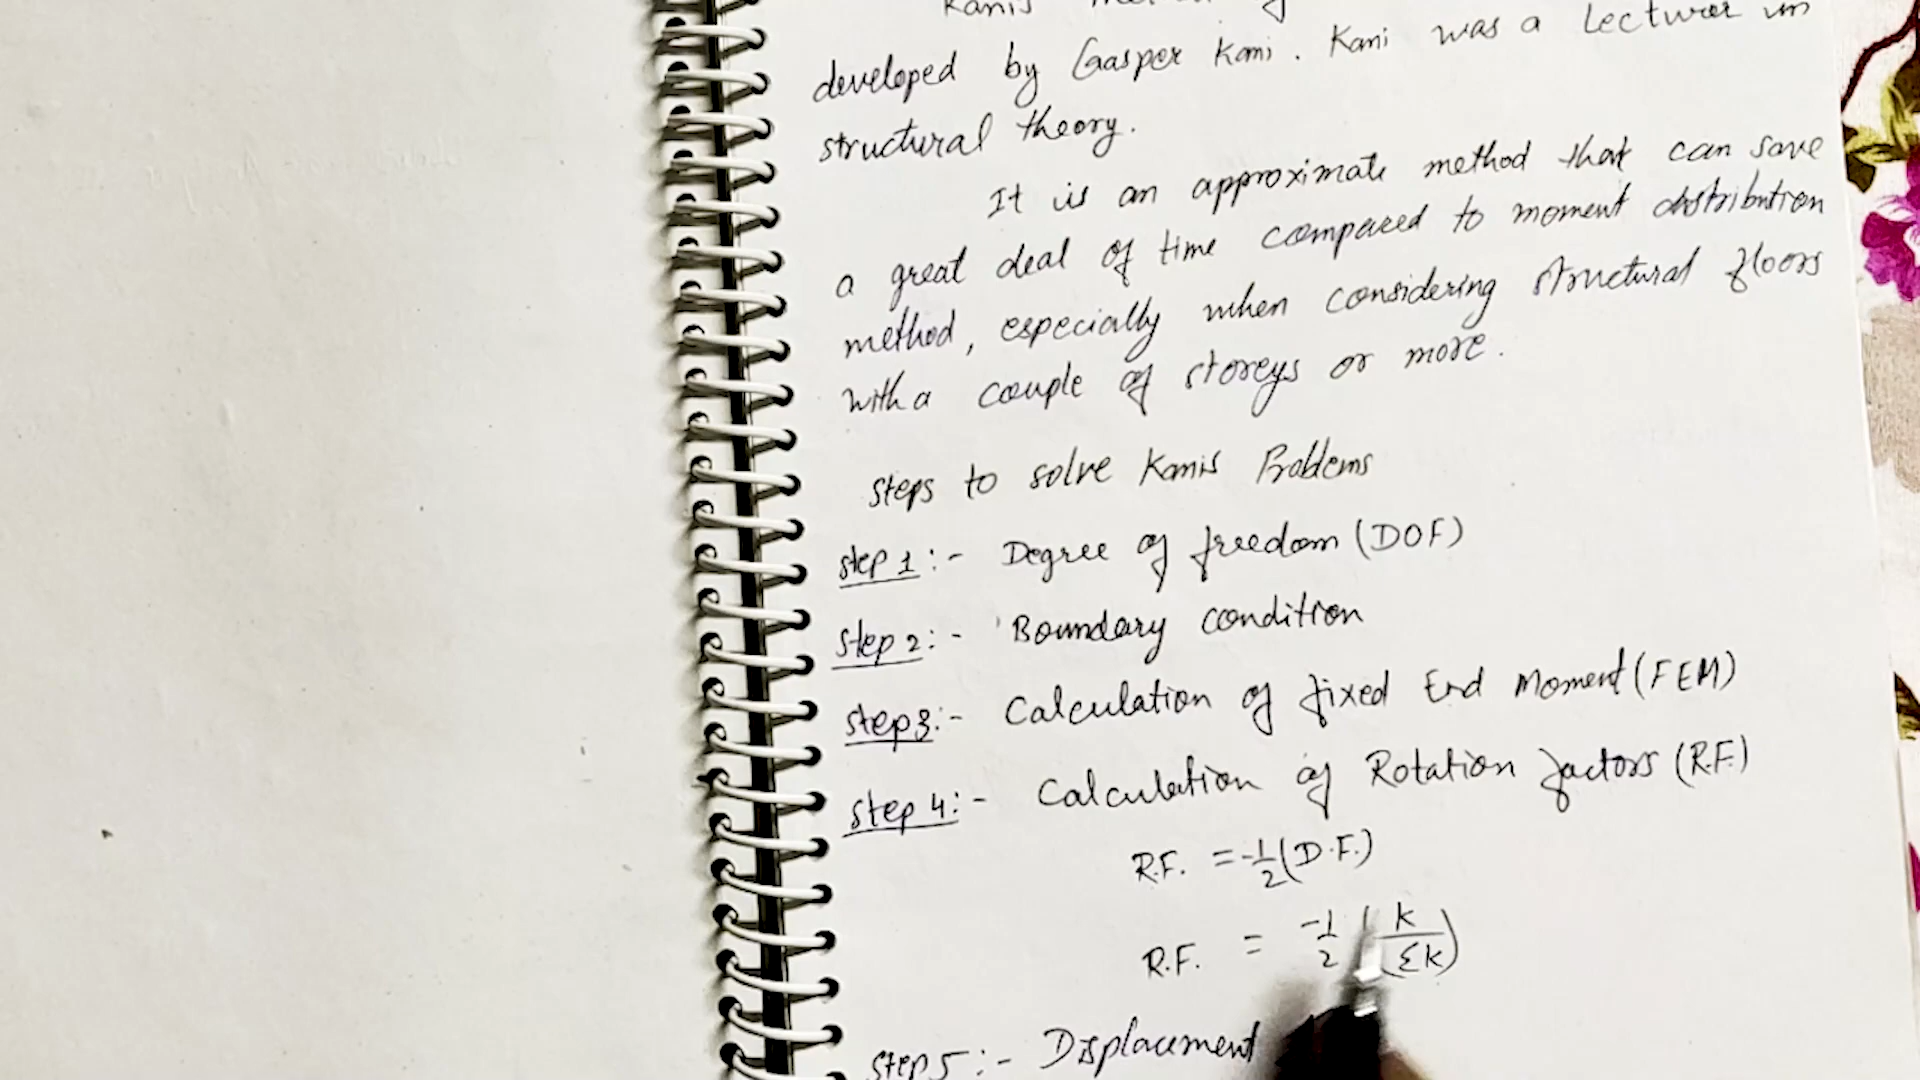 Kanis
developed by Gasper Kani. Kani was a Lecturer in
structural theory.
It is an approximate method that can save
a great deal of time compared to moment distribution
method, especially when considering structural floors
with a couple of storeys or more.
Steps to solve Kanis Problems
Step 1:- Degree of freedom (DOF)
Step 2:- Boundary condition
Step 3:- Calculation of fixed End Moment (FEM)
Step 4:- Calculation of Rotation factors (R.F.)
R.F. = -1/2 (D.F.)
R.F. = -1/2 (k/Σk)
Step 5:- Displacement